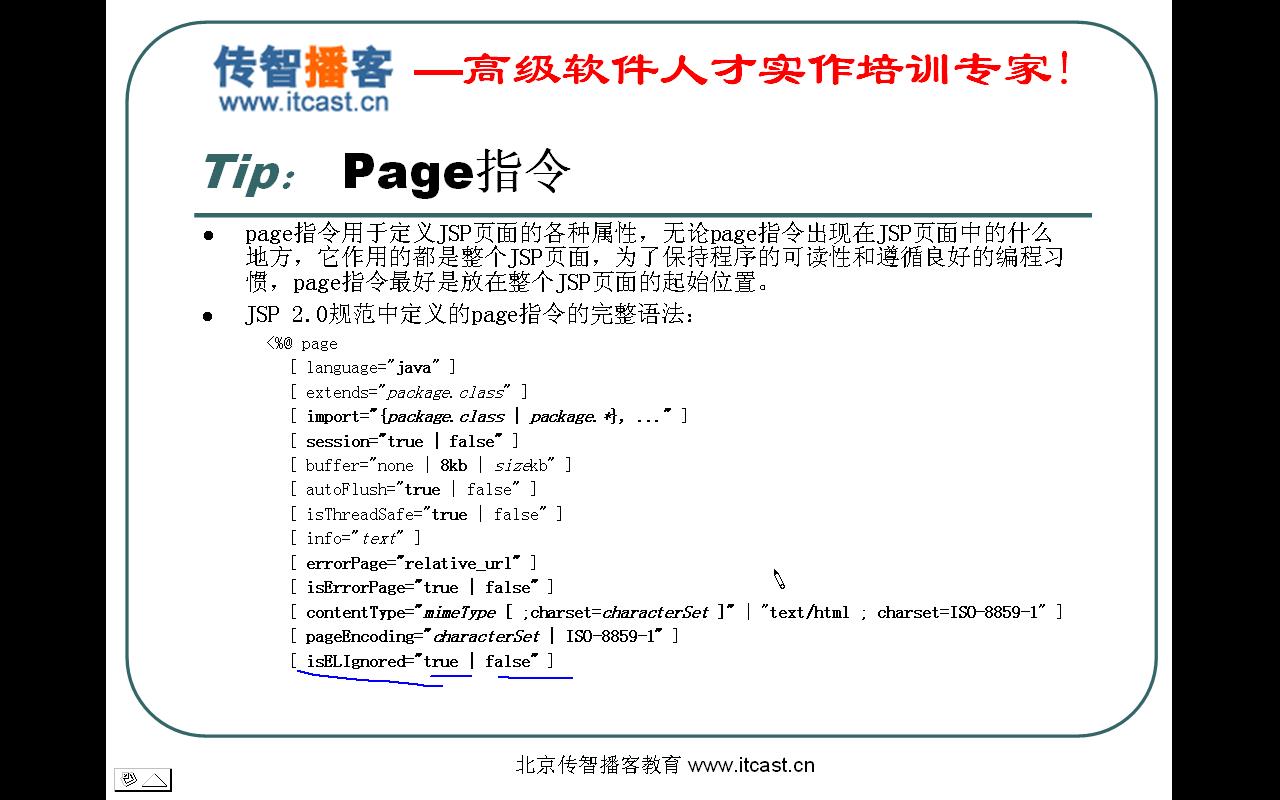 传智播客 —高级软件人才实作培训专家!
www.itcast.cn
Tip: Page指令
● page指令用于定义JSP页面的各种属性，无论page指令出现在JSP页面中的什么
地方，它作用的都是整个JSP页面，为了保持程序的可读性和遵循良好的编程习
惯，page指令最好是放在整个JSP页面的起始位置。
● JSP 2.0规范中定义的page指令的完整语法：
<%@ page
[ language="java" ]
[ extends="package.class" ]
[ import="{package.class | package.*}, ..." ]
[ session="true | false" ]
[ buffer="none | 8kb | sizekb" ]
[ autoFlush="true | false" ]
[ isThreadSafe="true | false" ]
[ info="text" ]
[ errorPage="relative_url" ]
[ isErrorPage="true | false" ]
[ contentType="mimeType [ ;charset=characterSet ]" | "text/html ; charset=ISO-8859-1" ]
[ pageEncoding="characterSet | ISO-8859-1" ]
[ isELIgnored="true | false" ]
北京传智播客教育 www.itcast.cn